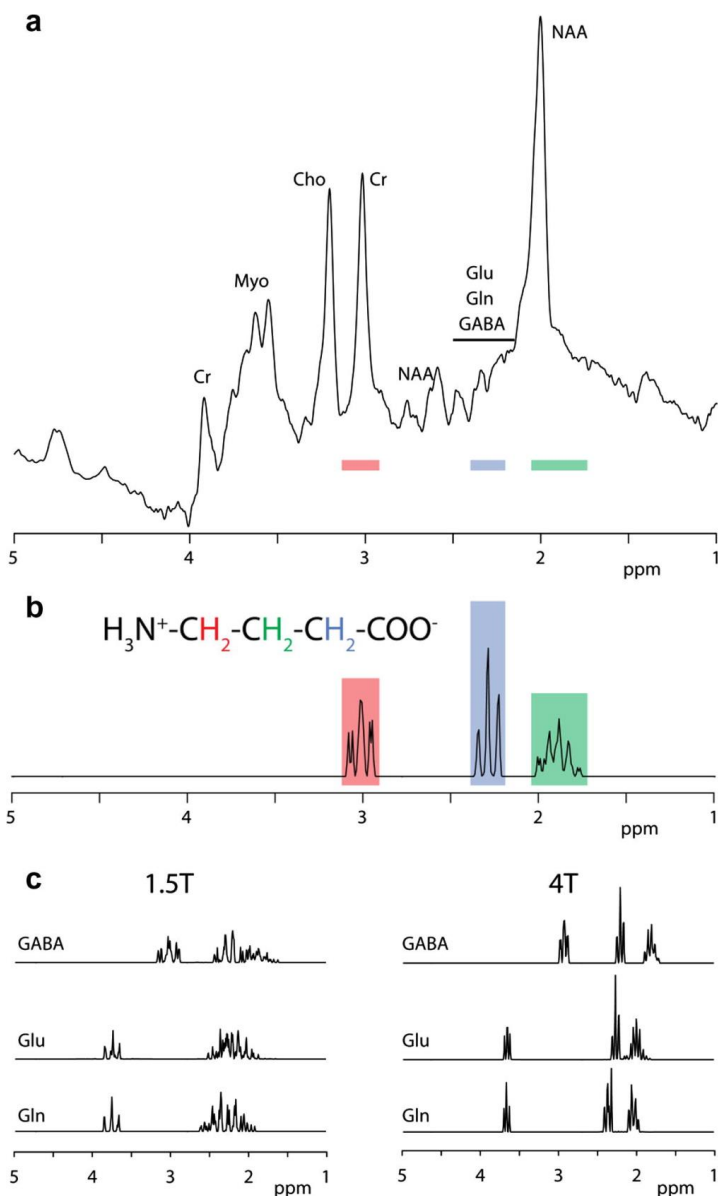 a
NAA
Cho
Cr
Myo
Glu
Gln
GABA
Cr
NAA
5 4 3 2 1
ppm
b
H₃N⁺-CH₂-CH₂-CH₂-COO⁻
5 4 3 2 1
ppm
c
1.5T 4T
GABA GABA
Glu Glu
Gln Gln
5 4 3 2 1 5 4 3 2 1
ppm ppm